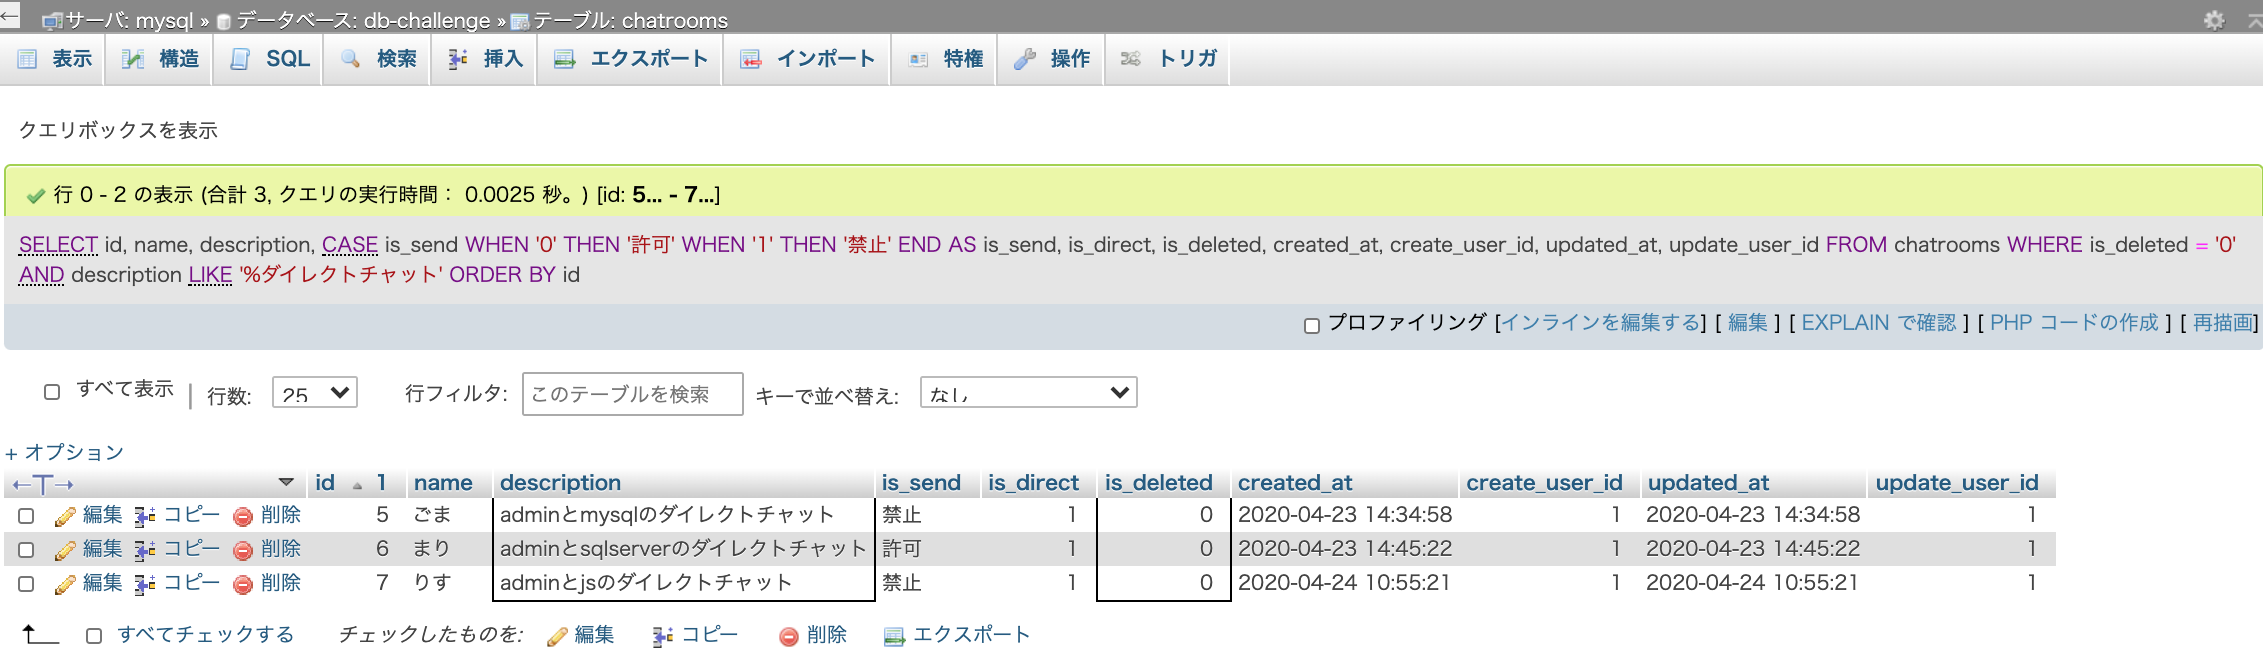 サーバ: mysql » データベース: db-challenge » テーブル: chatrooms
表示 構造 SQL 検索 挿入 エクスポート インポート 特権 操作 トリガ
クエリボックスを表示
行 0 - 2 の表示 (合計 3, クエリの実行時間： 0.0025 秒。) [id: 5... - 7...]
SELECT id, name, description, CASE is_send WHEN '0' THEN '許可' WHEN '1' THEN '禁止' END AS is_send, is_direct, is_deleted, created_at, create_user_id, updated_at, update_user_id FROM chatrooms WHERE is_deleted = '0'
AND description LIKE '%ダイレクトチャット' ORDER BY id
プロファイリング [インラインを編集する] [ 編集 ] [ EXPLAIN で確認 ] [ PHP コードの作成 ] [ 再描画]
すべて表示 | 行数: 25 行フィルタ: このテーブルを検索 キーで並べ替え: なし
+ オプション
←T→ id 1 name description is_send is_direct is_deleted created_at create_user_id updated_at update_user_id
編集 コピー 削除 5 ごま adminとmysqlのダイレクトチャット 禁止 1 0 2020-04-23 14:34:58 1 2020-04-23 14:34:58 1
編集 コピー 削除 6 まり adminとsqlserverのダイレクトチャット 許可 1 0 2020-04-23 14:45:22 1 2020-04-23 14:45:22 1
編集 コピー 削除 7 りす adminとjsのダイレクトチャット 禁止 1 0 2020-04-24 10:55:21 1 2020-04-24 10:55:21 1
すべてチェックする チェックしたものを: 編集 コピー 削除 エクスポート